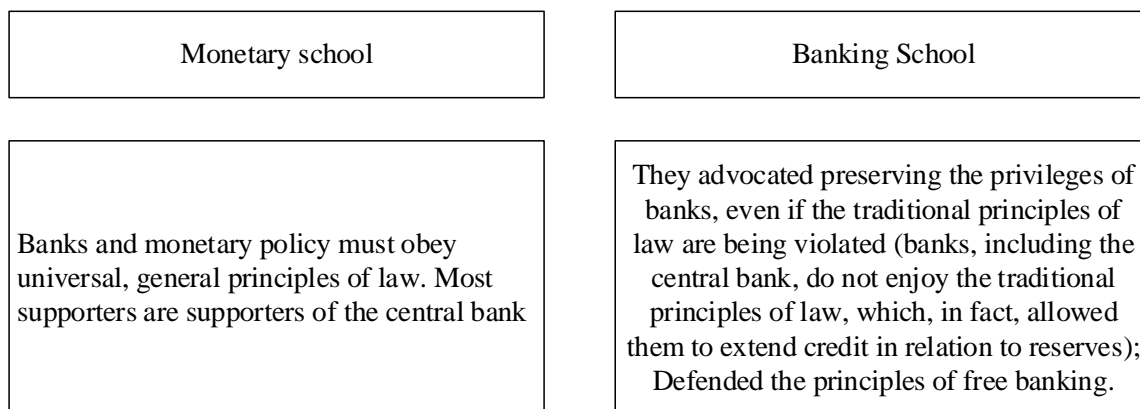 Monetary school
Banking School
Banks and monetary policy must obey
universal, general principles of law. Most
supporters are supporters of the central bank
They advocated preserving the privileges of
banks, even if the traditional principles of
law are being violated (banks, including the
central bank, do not enjoy the traditional
principles of law, which, in fact, allowed
them to extend credit in relation to reserves);
Defended the principles of free banking.